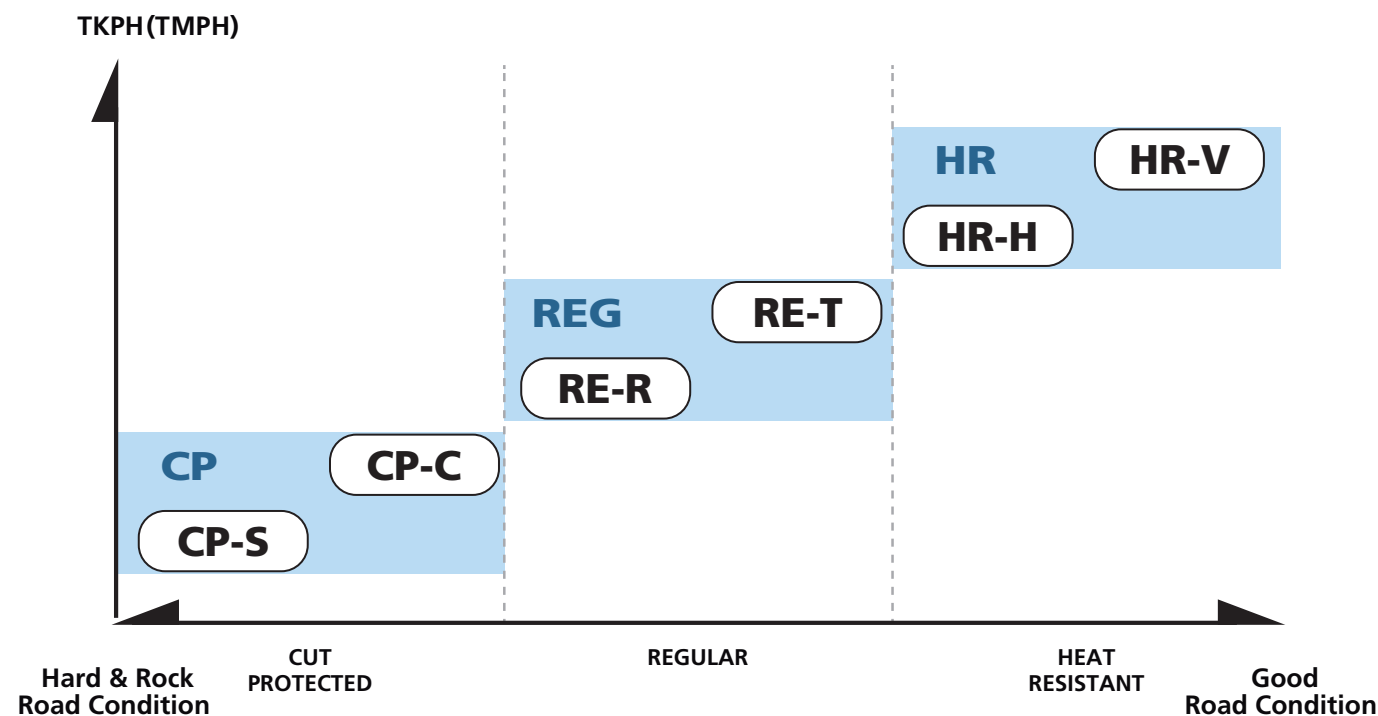 TKPH (TMPH)
HR
HR-V
HR-H
REG
RE-T
RE-R
CP
CP-C
CP-S
Hard & Rock
Road Condition
CUT
PROTECTED
REGULAR
HEAT
RESISTANT
Good
Road Condition